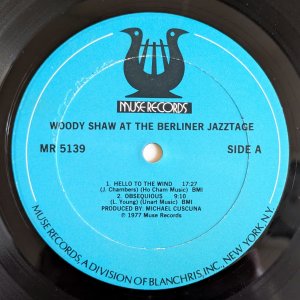 MUSE RECORDS
WOODY SHAW AT THE BERLINER JAZZTAGE
MR 5139 SIDE A
1. HELLO TO THE WIND 17:27
(J. Chambers) (Ho Cham Music) BMI
2. OBSEQUIOUS 9:10
(L. Young) (Unart Music) BMI
PRODUCED BY: MICHAEL CUSCUNA
℗ 1977 Muse Records
MUSE RECORDS, A DIVISION OF BLANCHRIS, INC., NEW YORK, N.Y.